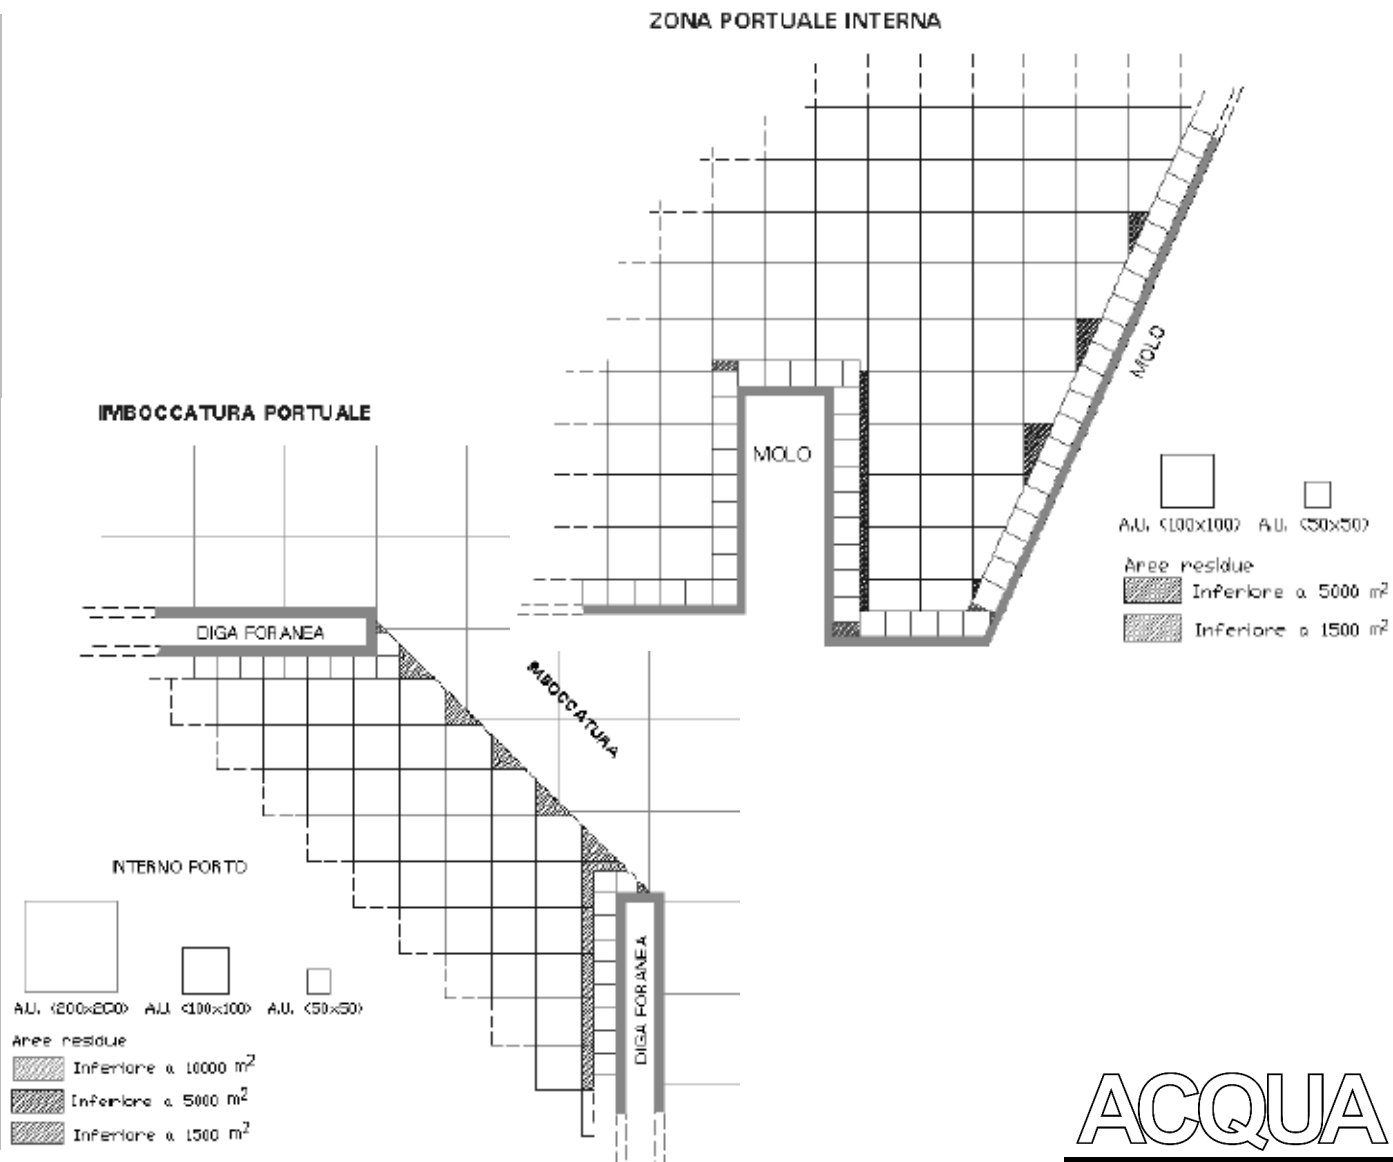 ZONA PORTUALE INTERNA
MOLO
IMBOCCATURA PORTUALE
MOLO
A.U. (100x100) A.U. (50x50)
Aree residue
Inferiore a 5000 m²
Inferiore a 1500 m²
DIGA FORANEA
IMBOCCATURA
INTERNO PORTO
DIGA FORANEA
A.U. (200x200) A.U. (100x100) A.U. (50x50)
Aree residue
Inferiore a 10000 m²
Inferiore a 5000 m²
Inferiore a 1500 m²
ACQUA